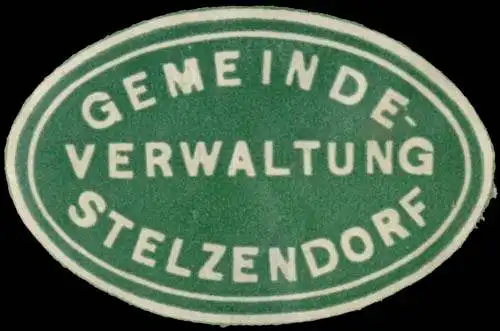 GEMEINDE-
VERWALTUNG
STELZENDORF